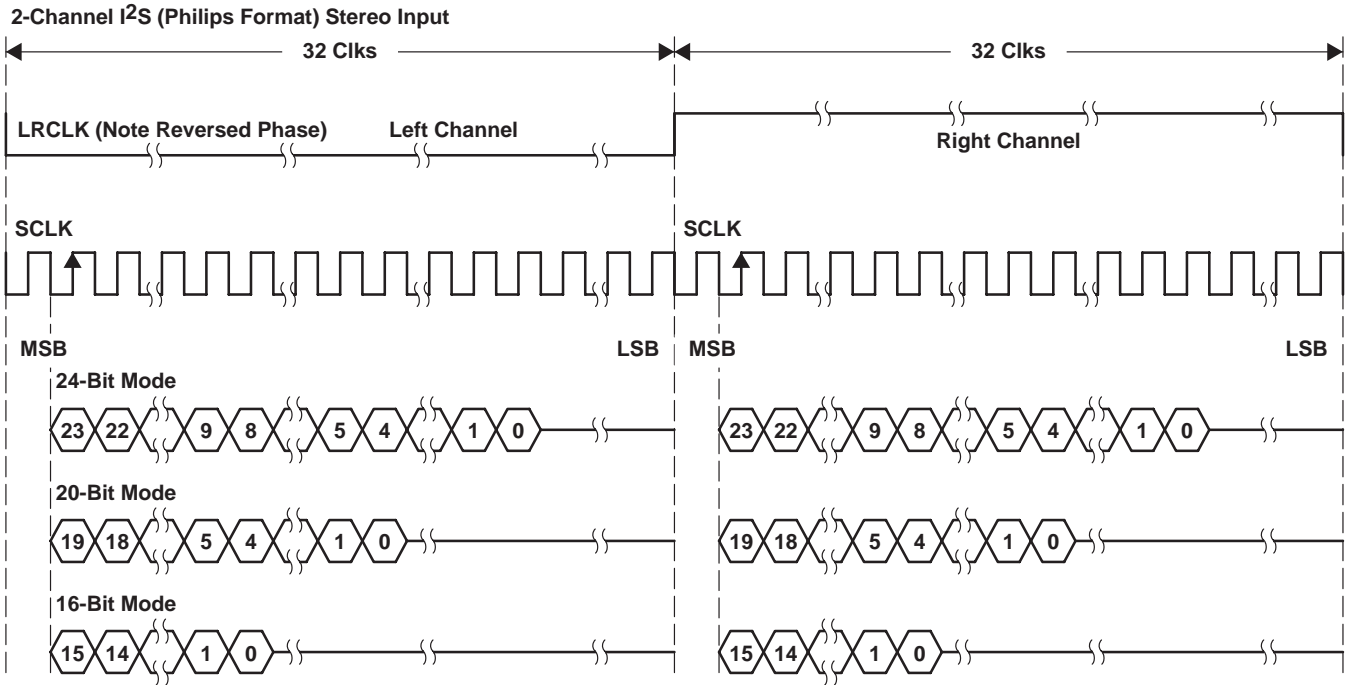 2-Channel I2S (Philips Format) Stereo Input
32 Clks 32 Clks
LRCLK (Note Reversed Phase) Left Channel
Right Channel
SCLK SCLK
MSB LSB MSB LSB
24-Bit Mode
23 22 9 8 5 4 1 0 23 22 9 8 5 4 1 0
20-Bit Mode
19 18 5 4 1 0 19 18 5 4 1 0
16-Bit Mode
15 14 1 0 15 14 1 0